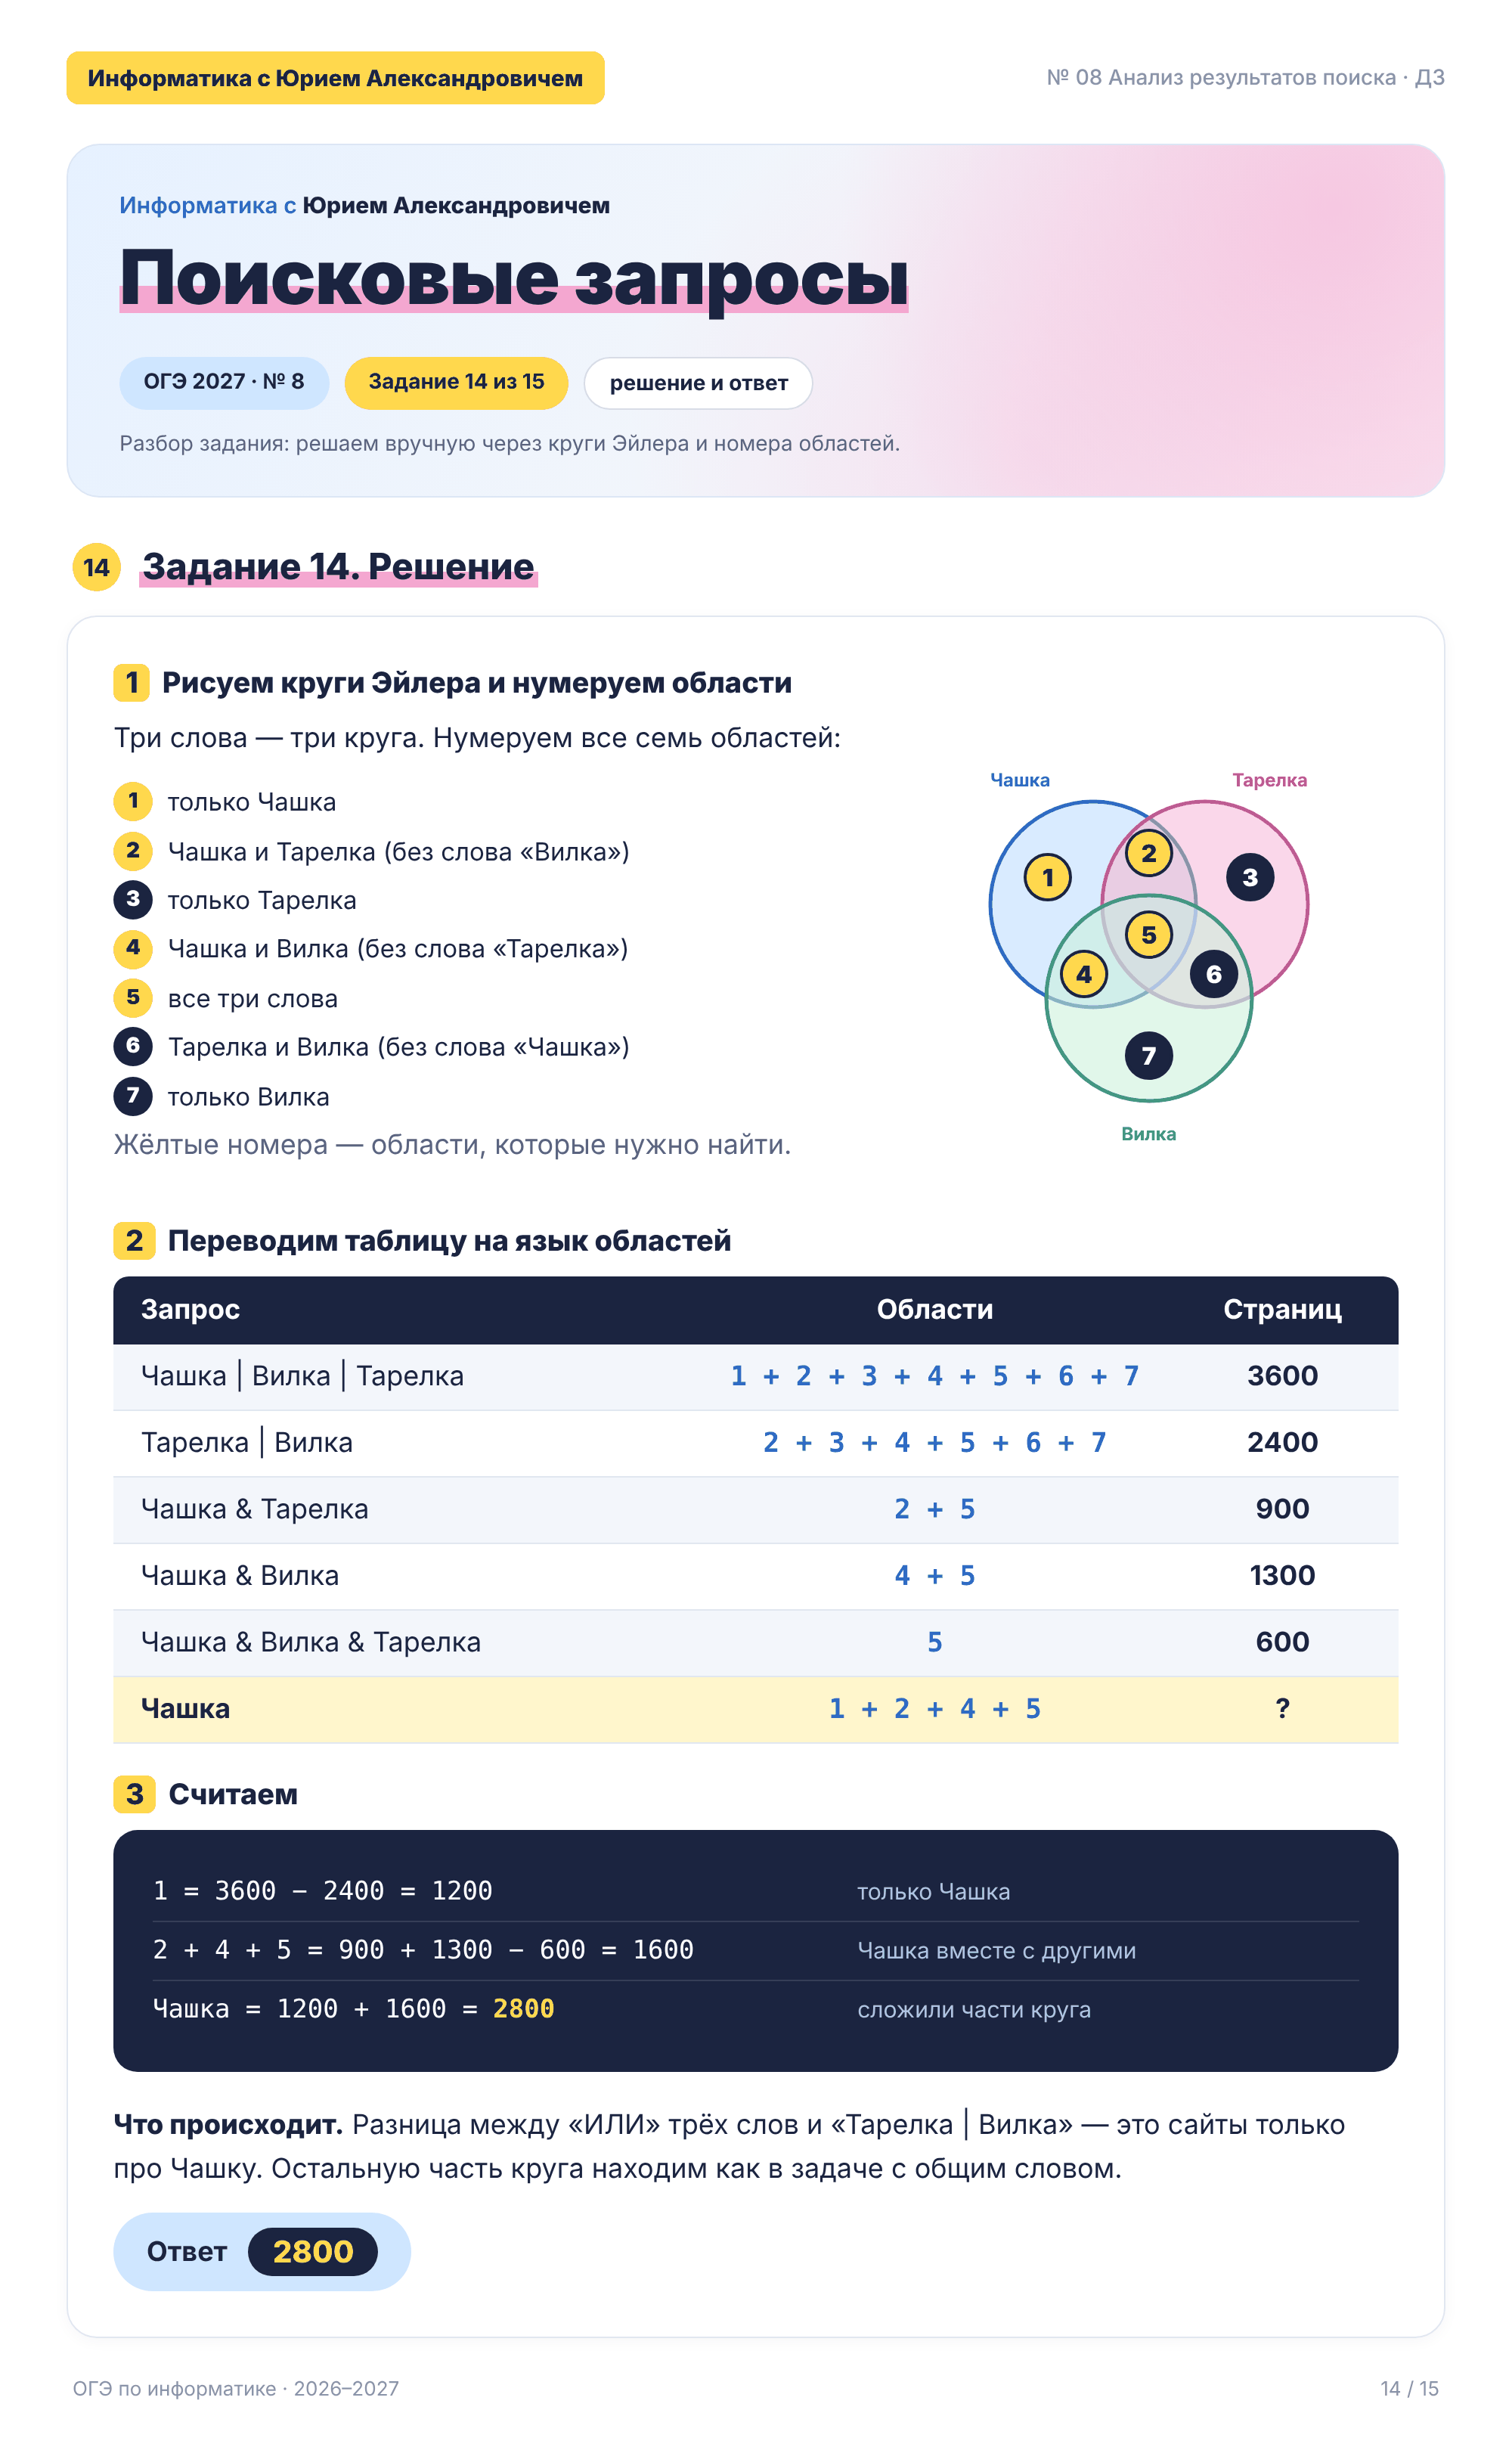 Информатика с Юрием Александровичем
№ 08 Анализ результатов поиска · ДЗ
Информатика с Юрием Александровичем
Поисковые запросы
ОГЭ 2027 · № 8
Задание 14 из 15
решение и ответ
Разбор задания: решаем вручную через круги Эйлера и номера областей.
14 Задание 14. Решение
1 Рисуем круги Эйлера и нумеруем области
Три слова — три круга. Нумеруем все семь областей:
1 только Чашка
2 Чашка и Тарелка (без слова «Вилка»)
3 только Тарелка
4 Чашка и Вилка (без слова «Тарелка»)
5 все три слова
6 Тарелка и Вилка (без слова «Чашка»)
7 только Вилка
Жёлтые номера — области, которые нужно найти.
Чашка
Тарелка
1
2
3
5
4
6
7
Вилка
2 Переводим таблицу на язык областей
Запрос Области Страниц
Чашка | Вилка | Тарелка 1 + 2 + 3 + 4 + 5 + 6 + 7 3600
Тарелка | Вилка 2 + 3 + 4 + 5 + 6 + 7 2400
Чашка & Тарелка 2 + 5 900
Чашка & Вилка 4 + 5 1300
Чашка & Вилка & Тарелка 5 600
Чашка 1 + 2 + 4 + 5 ?
3 Считаем
1 = 3600 − 2400 = 1200 только Чашка
2 + 4 + 5 = 900 + 1300 − 600 = 1600 Чашка вместе с другими
Чашка = 1200 + 1600 = 2800 сложили части круга
Что происходит. Разница между «ИЛИ» трёх слов и «Тарелка | Вилка» — это сайты только
про Чашку. Остальную часть круга находим как в задаче с общим словом.
Ответ 2800
ОГЭ по информатике · 2026–2027
14 / 15